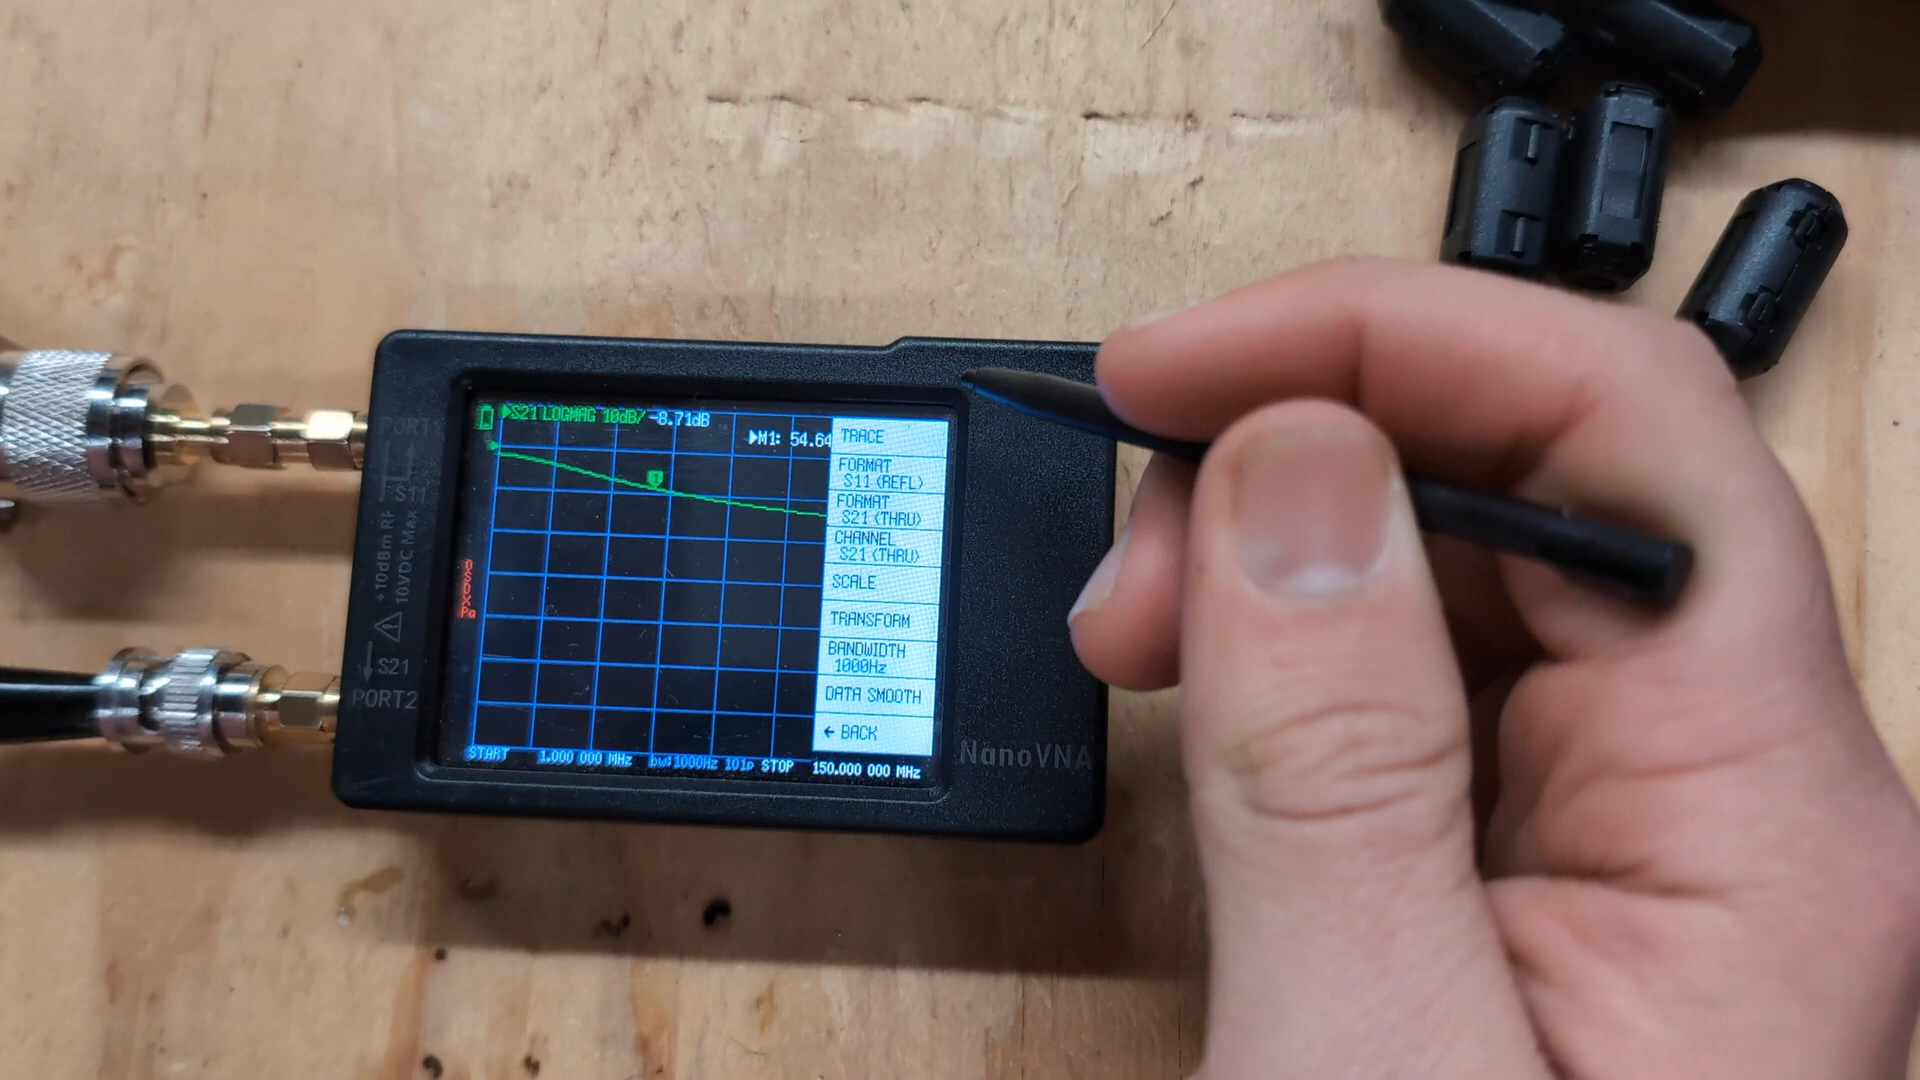 S21 LOGMAG 10dB/ -8.71dB
M1: 54.64
1
TRACE
FORMAT
S11 (REFL)
FORMAT
S21 (THRU)
CHANNEL
S21 (THRU)
SCALE
TRANSFORM
BANDWIDTH
1000Hz
DATA SMOOTH
← BACK
START 1.000 000 MHz bw:1000Hz 101p STOP 150.000 000 MHz
PORT1
S11
+10dBm RF
10VDC Max
S21
PORT2
NanoVNA